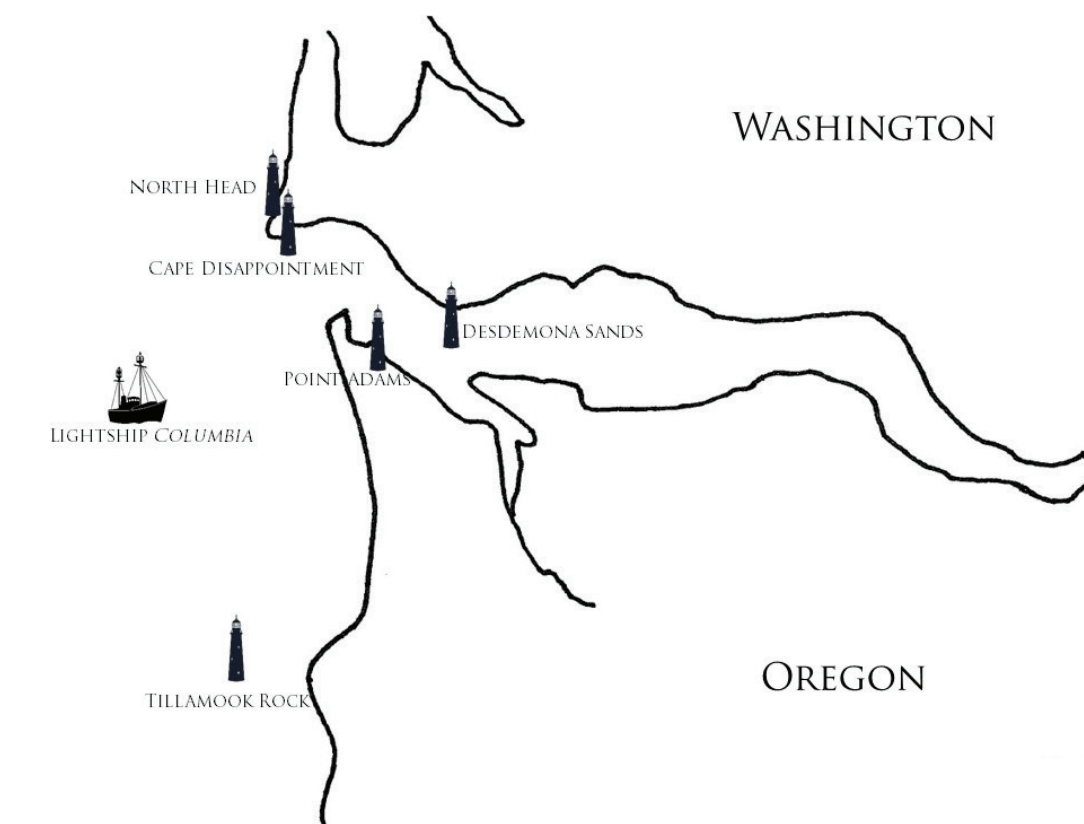 WASHINGTON
NORTH HEAD
CAPE DISAPPOINTMENT
DESDEMONA SANDS
POINT ADAMS
LIGHTSHIP COLUMBIA
OREGON
TILLAMOOK ROCK